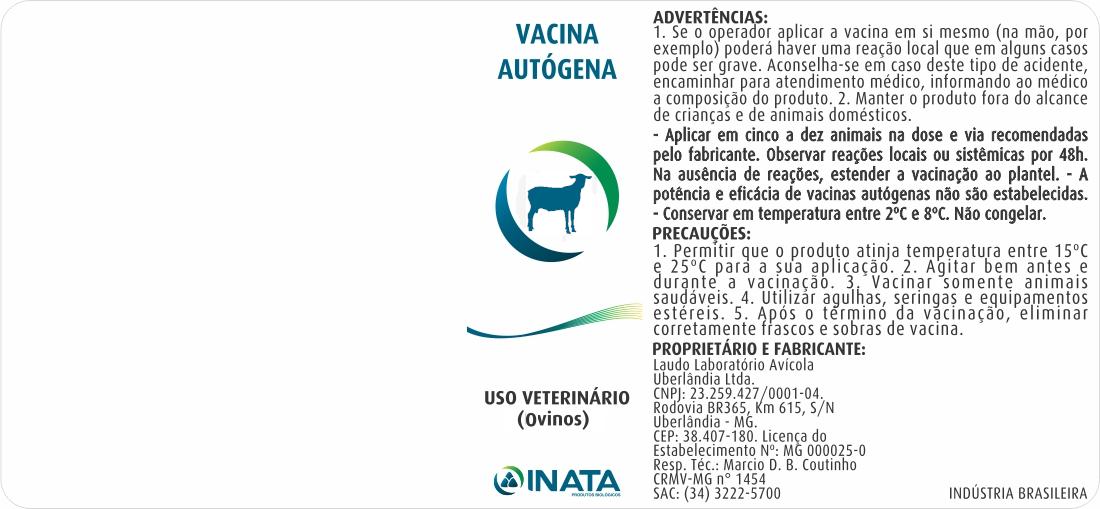 VACINA
AUTÓGENA
USO VETERINÁRIO
(Ovinos)
INATA
PRODUTOS BIOLÓGICOS
ADVERTÊNCIAS:
1. Se o operador aplicar a vacina em si mesmo (na mão, por
exemplo) poderá haver uma reação local que em alguns casos
pode ser grave. Aconselha-se em caso deste tipo de acidente,
encaminhar para atendimento médico, informando ao médico
a composição do produto. 2. Manter o produto fora do alcance
de crianças e de animais domésticos.
- Aplicar em cinco a dez animais na dose e via recomendadas
pelo fabricante. Observar reações locais ou sistêmicas por 48h.
Na ausência de reações, estender a vacinação ao plantel. - A
potência e eficácia de vacinas autógenas não são estabelecidas.
- Conservar em temperatura entre 2ºC e 8ºC. Não congelar.
PRECAUÇÕES:
1. Permitir que o produto atinja temperatura entre 15ºC
e 25ºC para a sua aplicação. 2. Agitar bem antes e
durante a vacinação. 3. Vacinar somente animais
saudáveis. 4. Utilizar agulhas, seringas e equipamentos
estéreis. 5. Após o término da vacinação, eliminar
corretamente frascos e sobras de vacina.
PROPRIETÁRIO E FABRICANTE:
Laudo Laboratório Avícola
Uberlândia Ltda.
CNPJ: 23.259.427/0001-04.
Rodovia BR365, Km 615, S/N
Uberlândia - MG.
CEP: 38.407-180. Licença do
Estabelecimento Nº: MG 000025-0
Resp. Téc.: Marcio D. B. Coutinho
CRMV-MG n° 1454
SAC: (34) 3222-5700
INDÚSTRIA BRASILEIRA